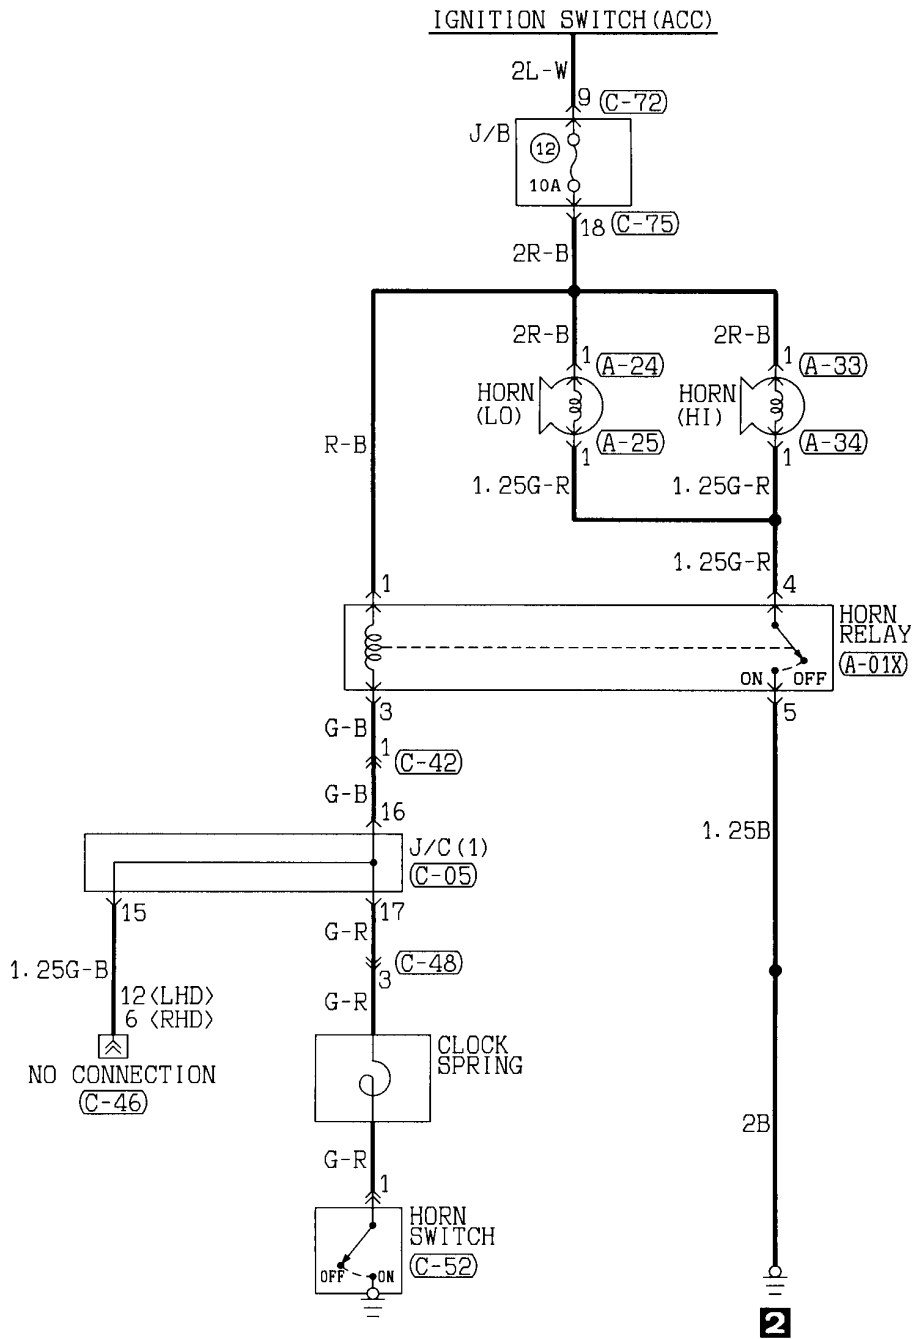 IGNITION SWITCH(ACC)
2L-W
9
C-72
J/B
12
10A
18
C-75
2R-B
2R-B
2R-B
1
A-24
1
A-33
HORN
(LO)
HORN
(HI)
R-B
1
A-25
1
A-34
1.25G-R
1.25G-R
1.25G-R
1
4
HORN
RELAY
A-01X
ON
OFF
3
5
G-B
1
C-42
G-B
16
1.25B
J/C(1)
C-05
15
17
G-R
1.25G-B
C-48
3
12<LHD>
6 <RHD>
G-R
NO CONNECTION
C-46
CLOCK
SPRING
2B
G-R
1
HORN
SWITCH
C-52
OFF
ON
2